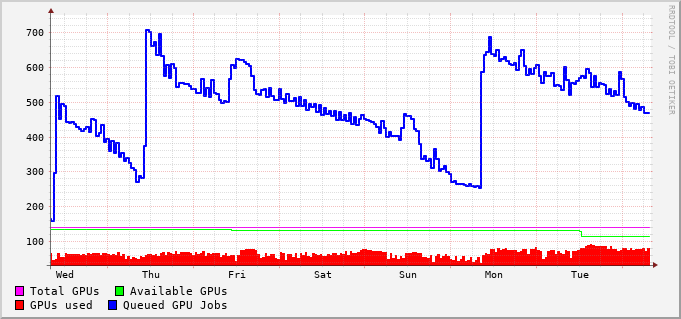 RRDTOOL / TOBI OETIKER
700
600
500
400
300
200
100
Wed Thu Fri Sat Sun Mon Tue
Total GPUs Available GPUs
GPUs used Queued GPU Jobs